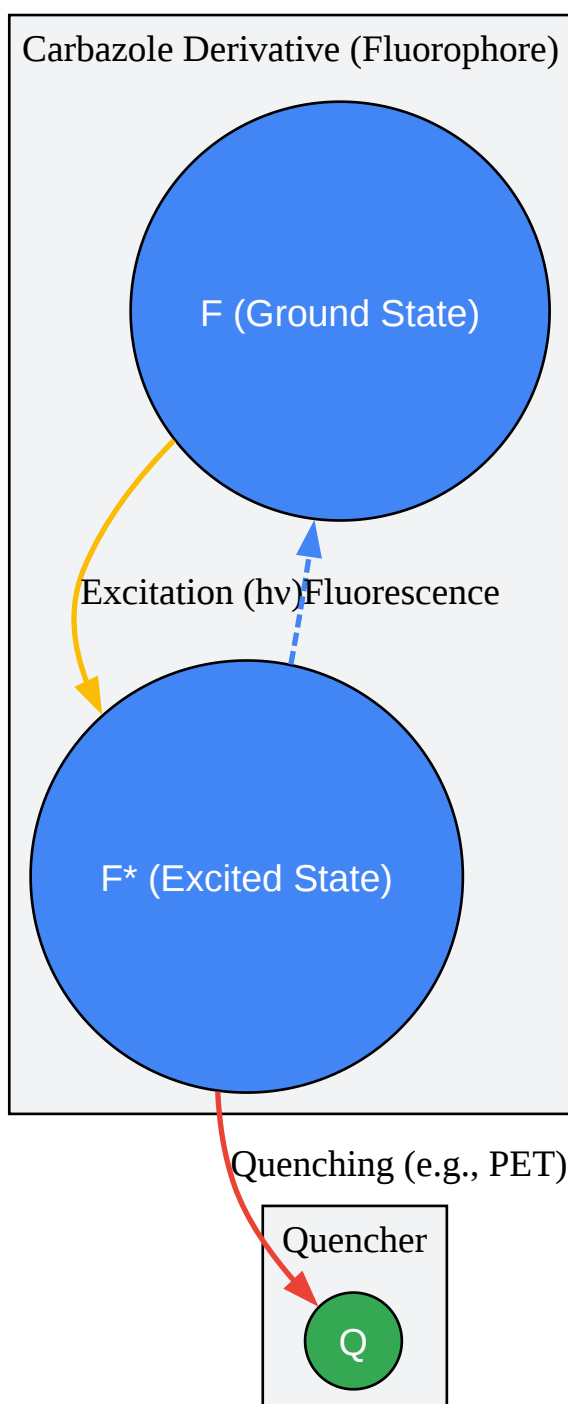 Carbazole Derivative (Fluorophore)
F (Ground State)
Excitation (hν)
Fluorescence
F* (Excited State)
Quenching (e.g., PET)
Quencher
Q